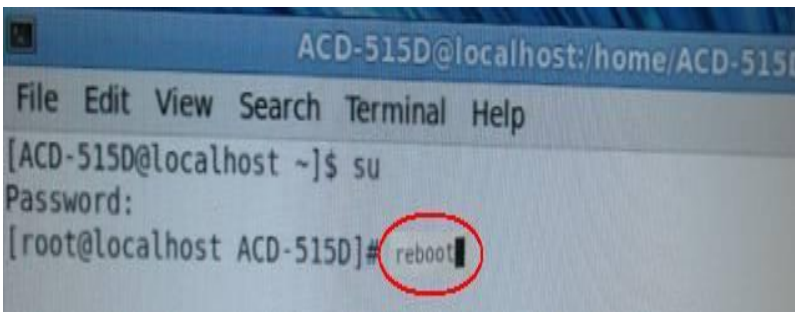 ACD-515D@localhost:/home/ACD-515D
File Edit View Search Terminal Help
[ACD-515D@localhost ~]$ su
Password:
[root@localhost ACD-515D]# reboot